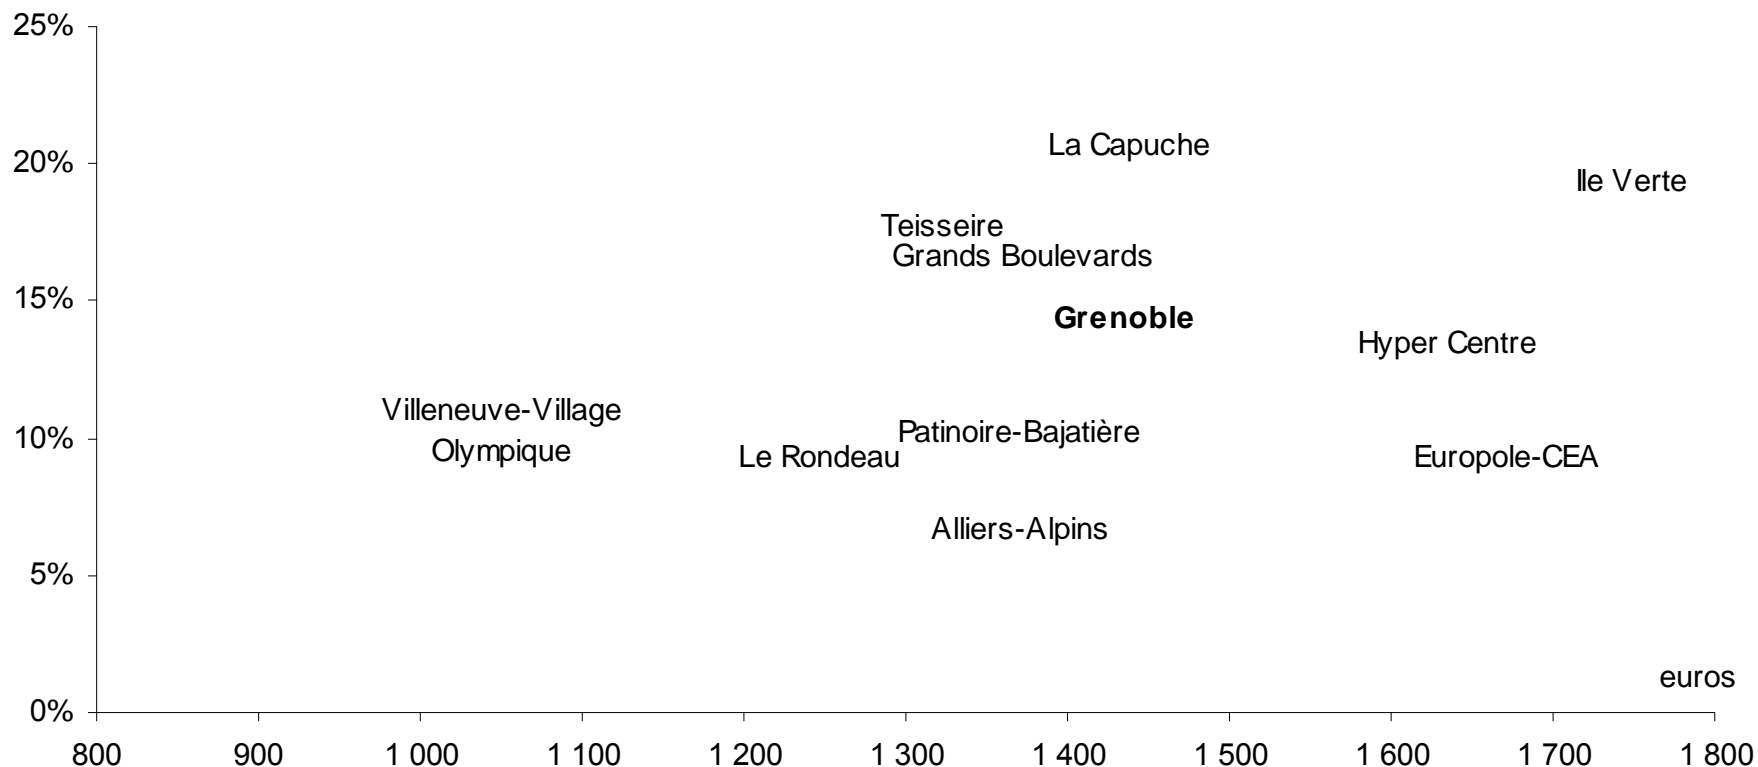 25%
La Capuche
20%
Ile Verte
Teisseire
Grands Boulevards
15%
Grenoble
Hyper Centre
Villeneuve-Village
Olympique
10%
Patinoire-Bajatière
Le Rondeau
Europole-CEA
Alliers-Alpins
5%
euros
0%
800 900 1 000 1 100 1 200 1 300 1 400 1 500 1 600 1 700 1 800